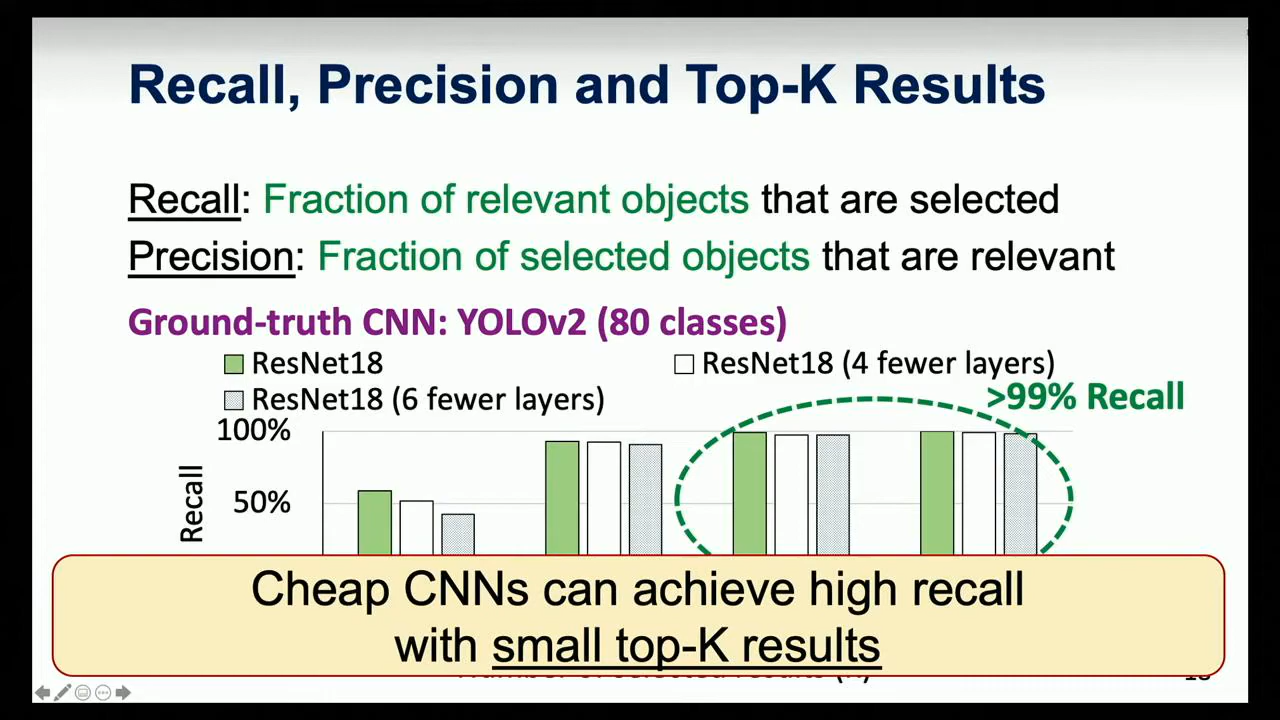 Recall, Precision and Top-K Results
Recall: Fraction of relevant objects that are selected
Precision: Fraction of selected objects that are relevant
Ground-truth CNN: YOLOv2 (80 classes)
ResNet18
ResNet18 (4 fewer layers)
ResNet18 (6 fewer layers)
>99% Recall
100%
50%
Recall
Cheap CNNs can achieve high recall
with small top-K results